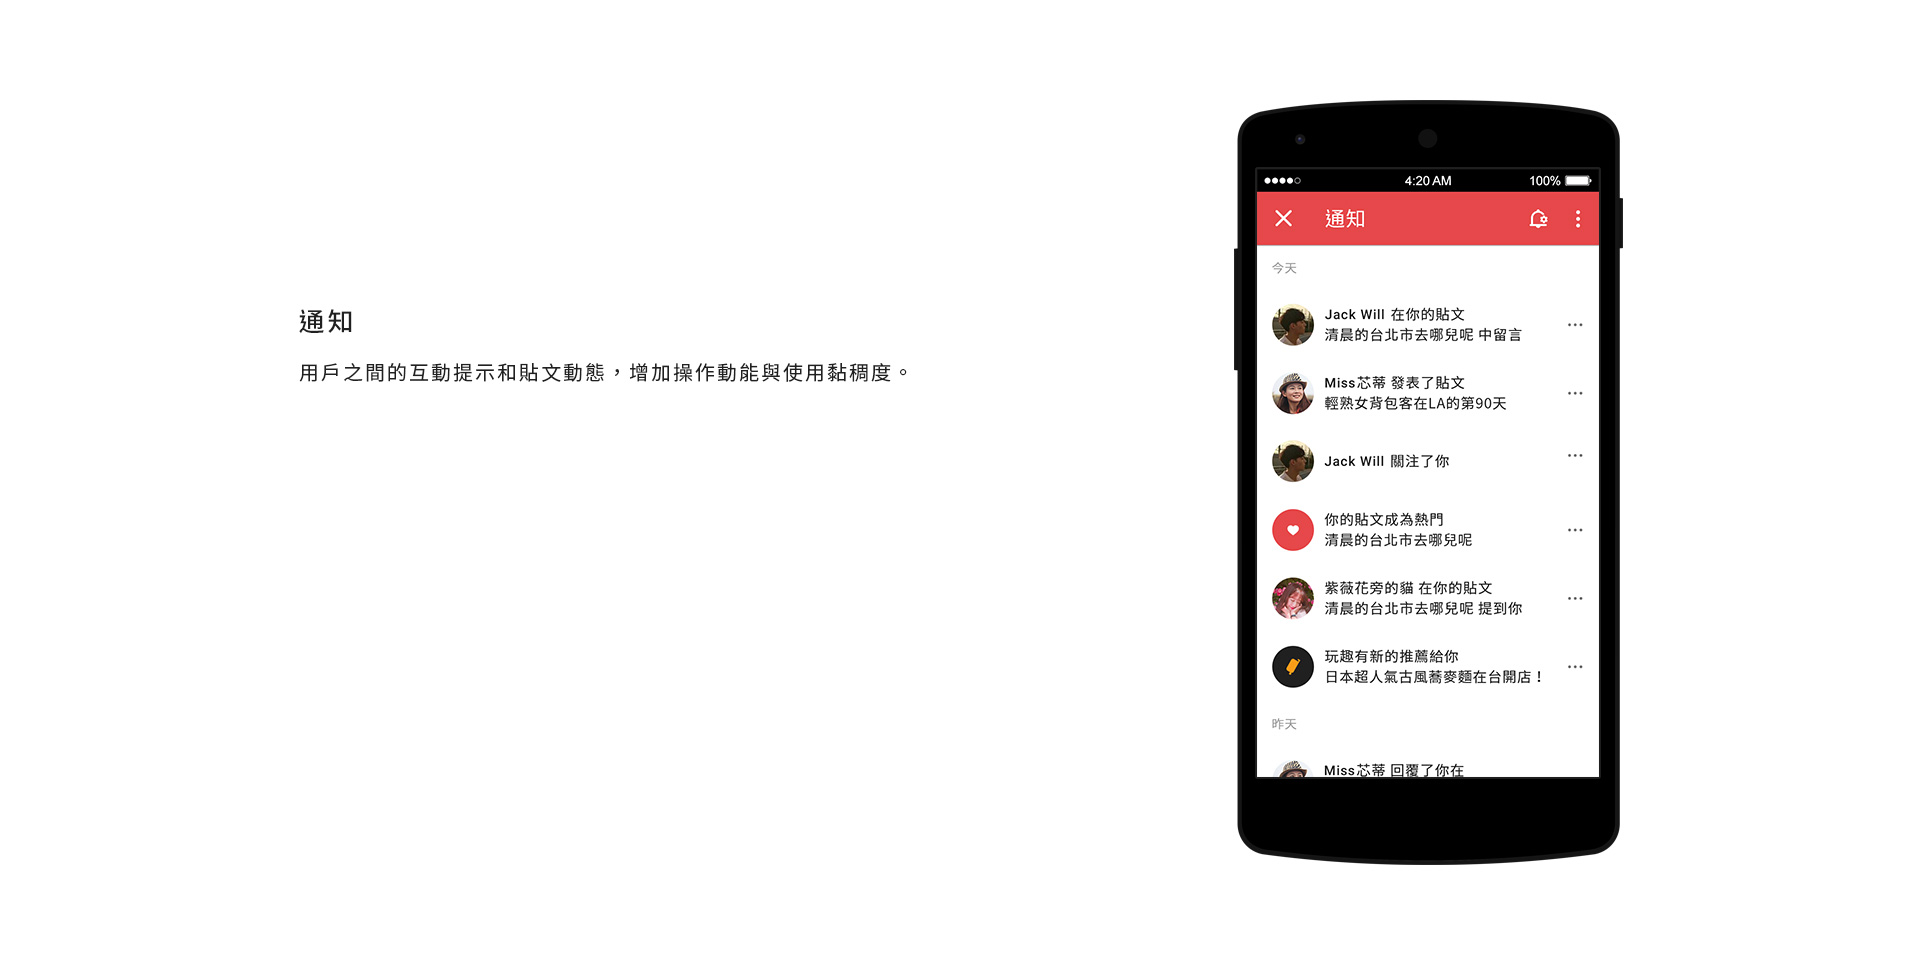 通知
用戶之間的互動提示和貼文動態，增加操作動能與使用黏稠度。
4:20 AM
100%
通知
今天
Jack Will 在你的貼文
清晨的台北市去哪兒呢 中留言
Miss芯蒂 發表了貼文
輕熟女背包客在LA的第90天
Jack Will 關注了你
你的貼文成為熱門
清晨的台北市去哪兒呢
紫薇花旁的貓 在你的貼文
清晨的台北市去哪兒呢 提到你
玩趣有新的推薦給你
日本超人氣古風蕎麥麵在台開店！
昨天
Miss芯蒂 回覆了你在